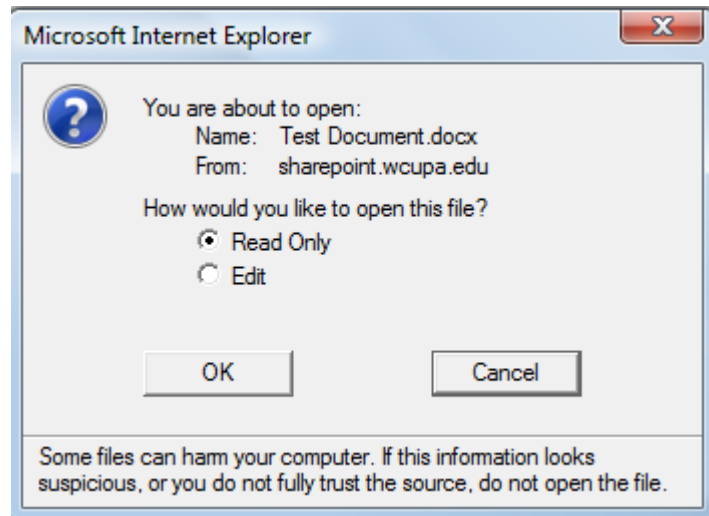 Microsoft Internet Explorer
You are about to open:
Name: Test Document.docx
From: sharepoint.wcupa.edu
How would you like to open this file?
Read Only
Edit
OK Cancel
Some files can harm your computer. If this information looks
suspicious, or you do not fully trust the source, do not open the file.